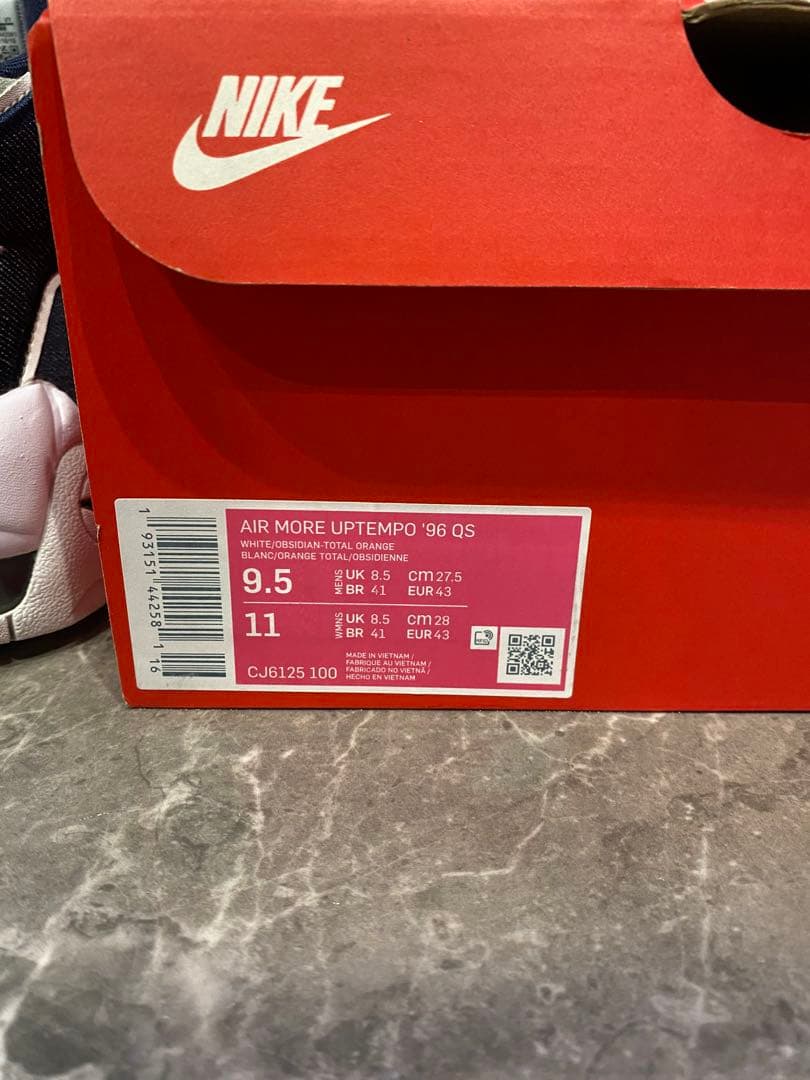 NIKE
AIR MORE UPTEMPO '96 QS
WHITE/OBSIDIAN-TOTAL ORANGE
BLANC/ORANGE TOTAL/OBSIDIENNE
9.5 MENS UK 8.5 cm 27.5
BR 41 EUR 43
11 WMNS UK 8.5 cm 28
BR 41 EUR 43
CJ6125 100
MADE IN VIETNAM /
FABRIQUE AU VIETNAM /
FABRICADO NO VIETNÃ /
HECHO EN VIETNAM
RFID
1 93151 44258 1 16